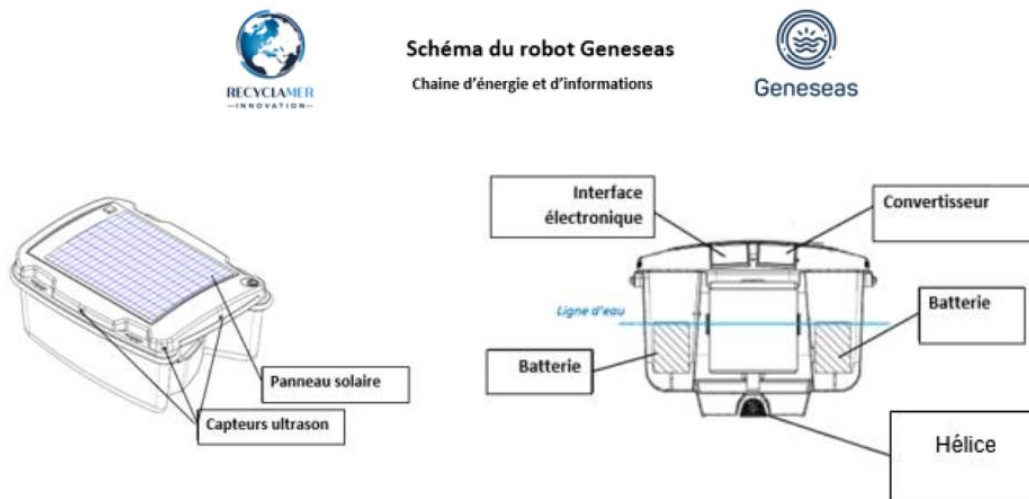 RECYCLAMER
—INNOVATION—
Schéma du robot Geneseas
Chaine d'énergie et d'informations
Geneseas
Interface
électronique
Convertisseur
Ligne d'eau
Batterie
Batterie
Panneau solaire
Capteurs ultrason
Hélice